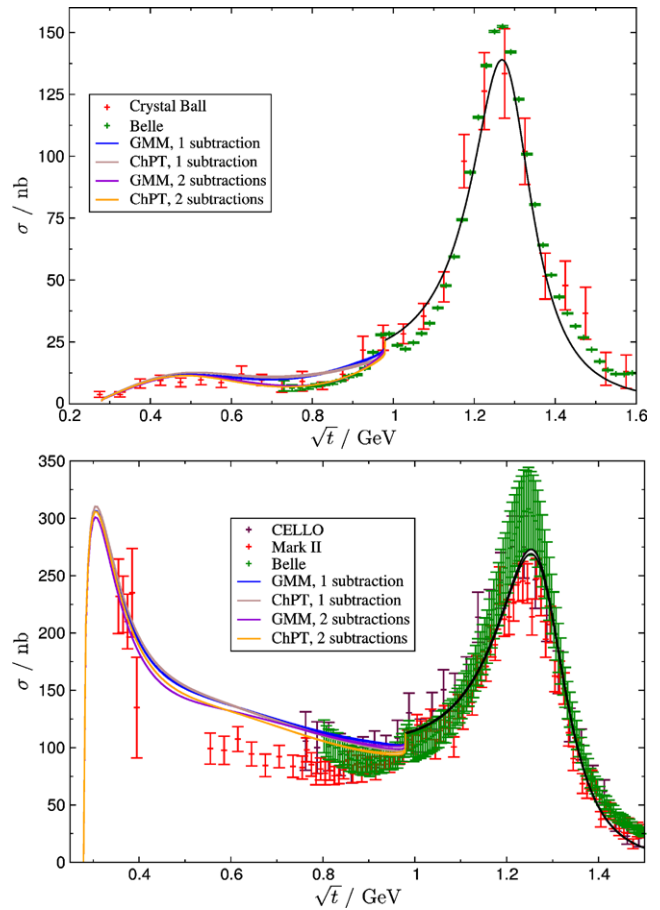 150
125
100
75
50
25
0
σ / nb
Crystal Ball
Belle
GMM, 1 subtraction
ChPT, 1 subtraction
GMM, 2 subtractions
ChPT, 2 subtractions
0.2 0.4 0.6 0.8 1 1.2 1.4 1.6
√t / GeV
350
300
250
200
150
100
50
0
σ / nb
CELLO
Mark II
Belle
GMM, 1 subtraction
ChPT, 1 subtraction
GMM, 2 subtractions
ChPT, 2 subtractions
0.4 0.6 0.8 1 1.2 1.4
√t / GeV